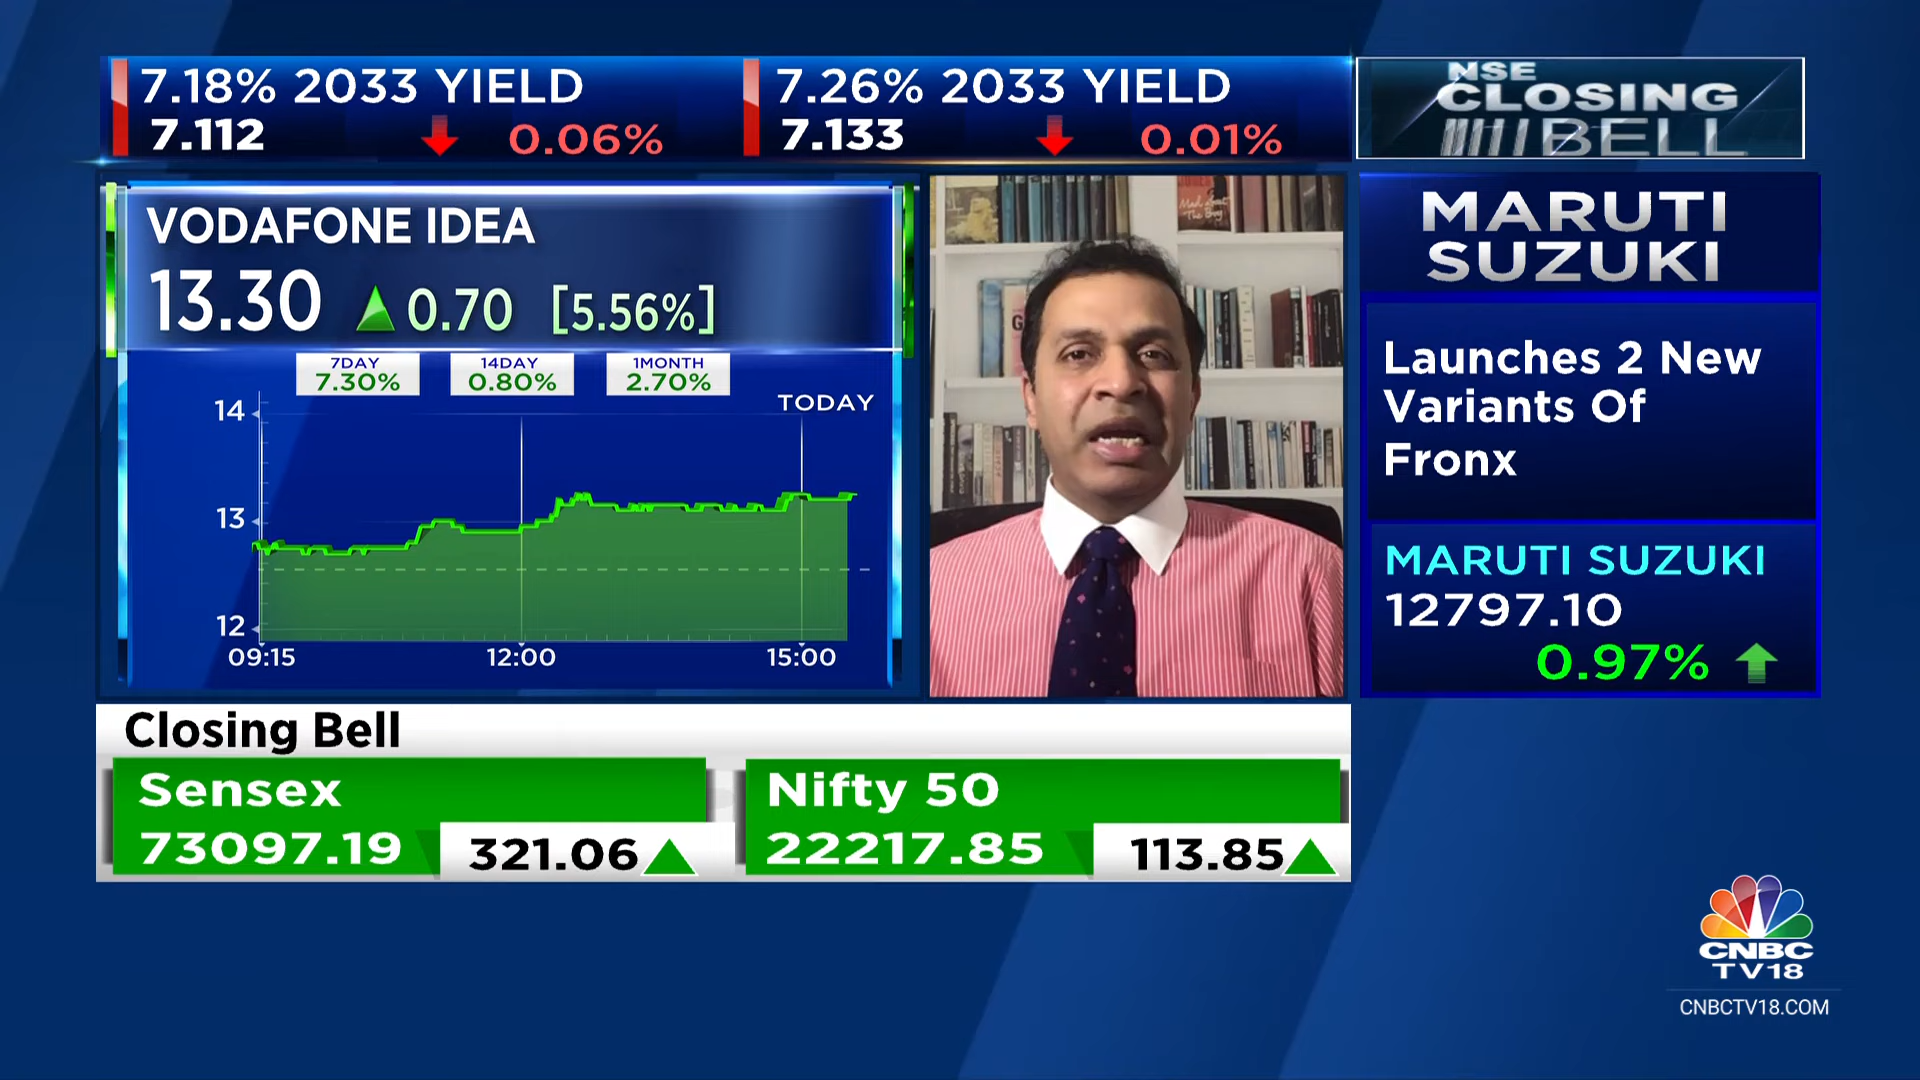 7.18% 2033 YIELD
7.112 0.06%
7.26% 2033 YIELD
7.133 0.01%
NSE
CLOSING
BELL
VODAFONE IDEA
13.30 0.70 [5.56%]
7DAY
7.30%
14DAY
0.80%
1MONTH
2.70%
TODAY
14
13
12
09:15 12:00 15:00
Mad About
The Boy
MARUTI
SUZUKI
Launches 2 New
Variants Of
Fronx
MARUTI SUZUKI
12797.10
0.97%
Closing Bell
Sensex
73097.19 321.06
Nifty 50
22217.85 113.85
CNBC
TV18
CNBCTV18.COM